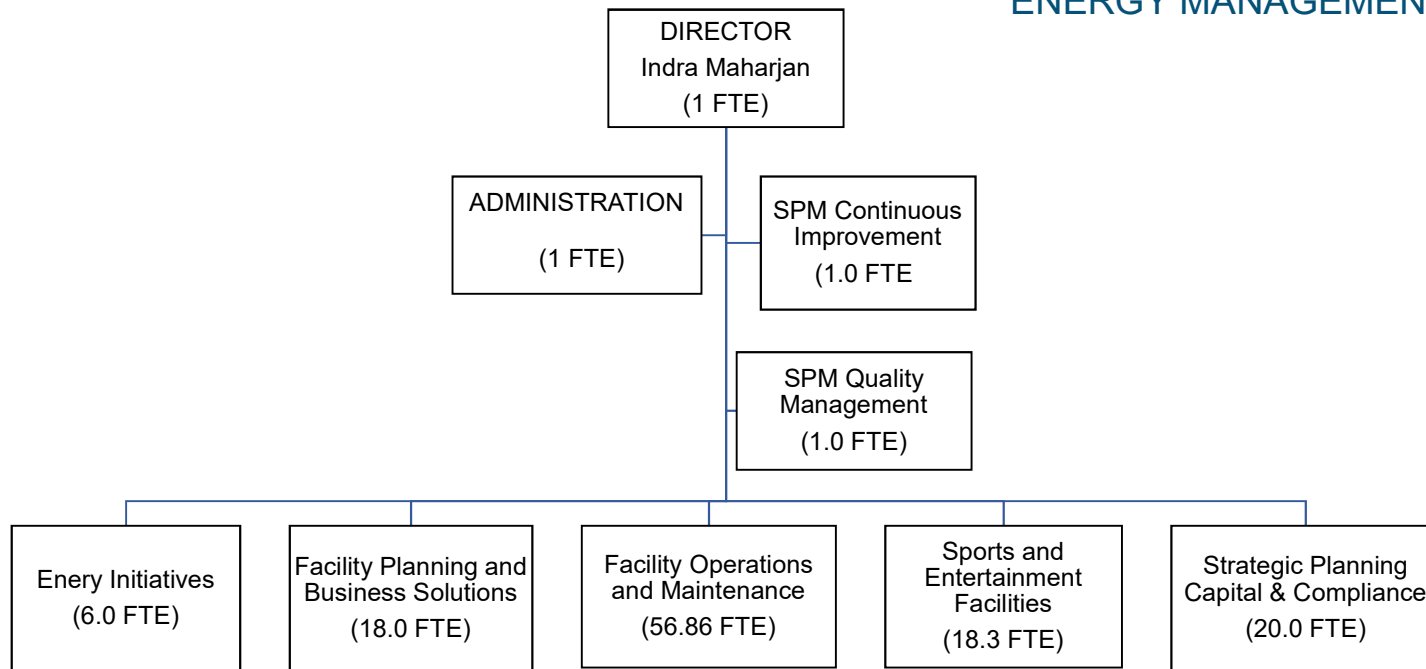 ENERGY MANAGEMEN
DIRECTOR
Indra Maharjan
(1 FTE)
ADMINISTRATION
(1 FTE)
SPM Continuous
Improvement
(1.0 FTE
SPM Quality
Management
(1.0 FTE)
Enery Initiatives
(6.0 FTE)
Facility Planning and
Business Solutions
(18.0 FTE)
Facility Operations
and Maintenance
(56.86 FTE)
Sports and
Entertainment
Facilities
(18.3 FTE)
Strategic Planning
Capital & Compliance
(20.0 FTE)